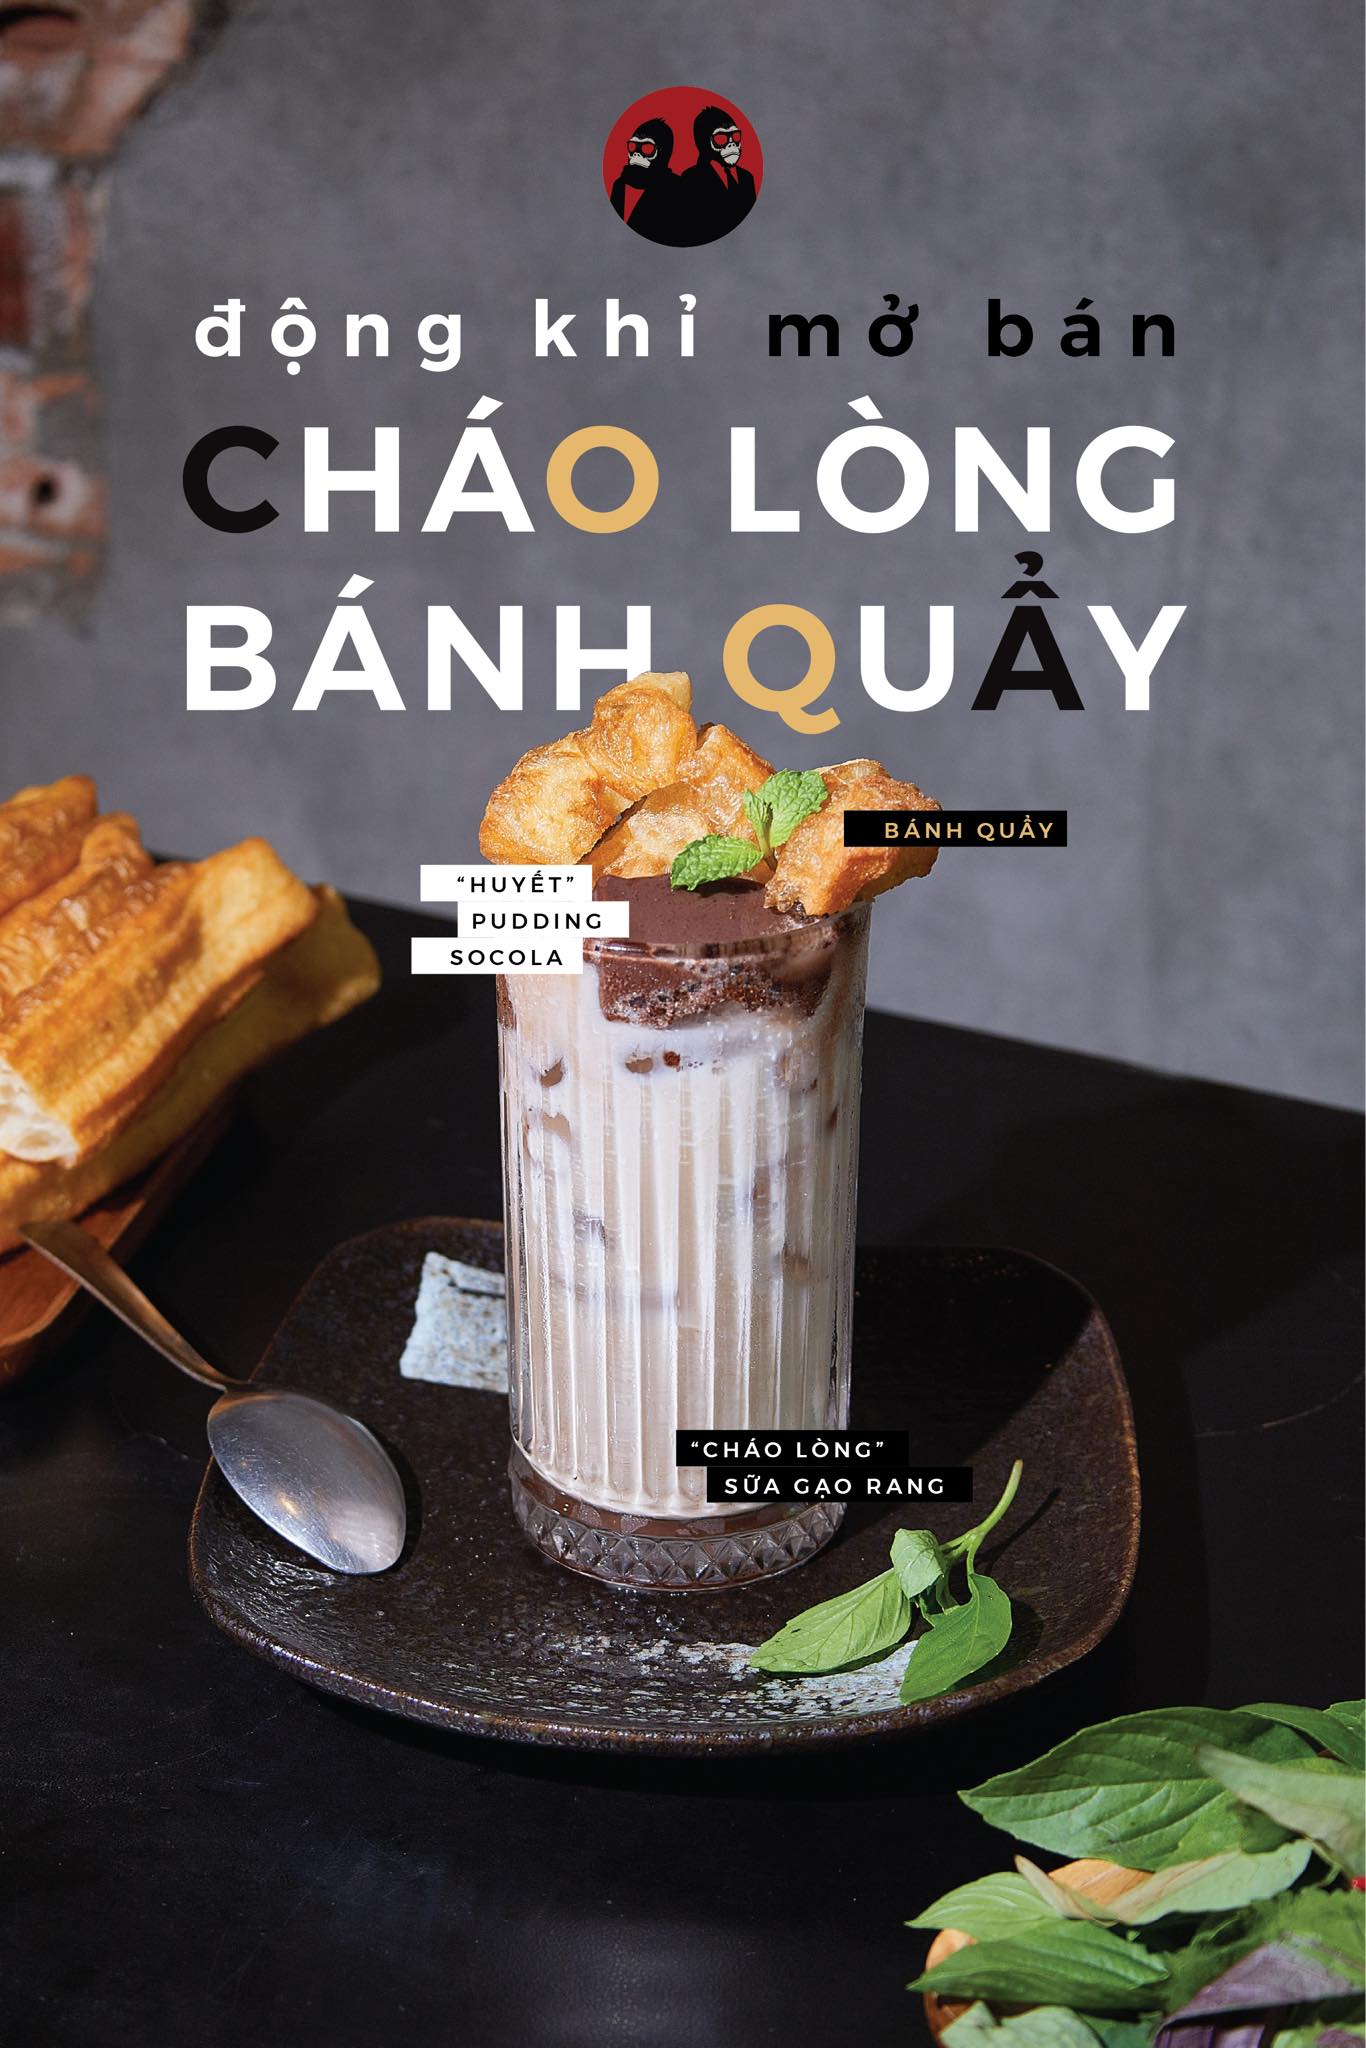 động khỉ mở bán
CHÁO LÒNG
BÁNH QUẨY
BÁNH QUẨY
“HUYẾT”
PUDDING
SOCOLA
“CHÁO LÒNG”
SỮA GẠO RANG